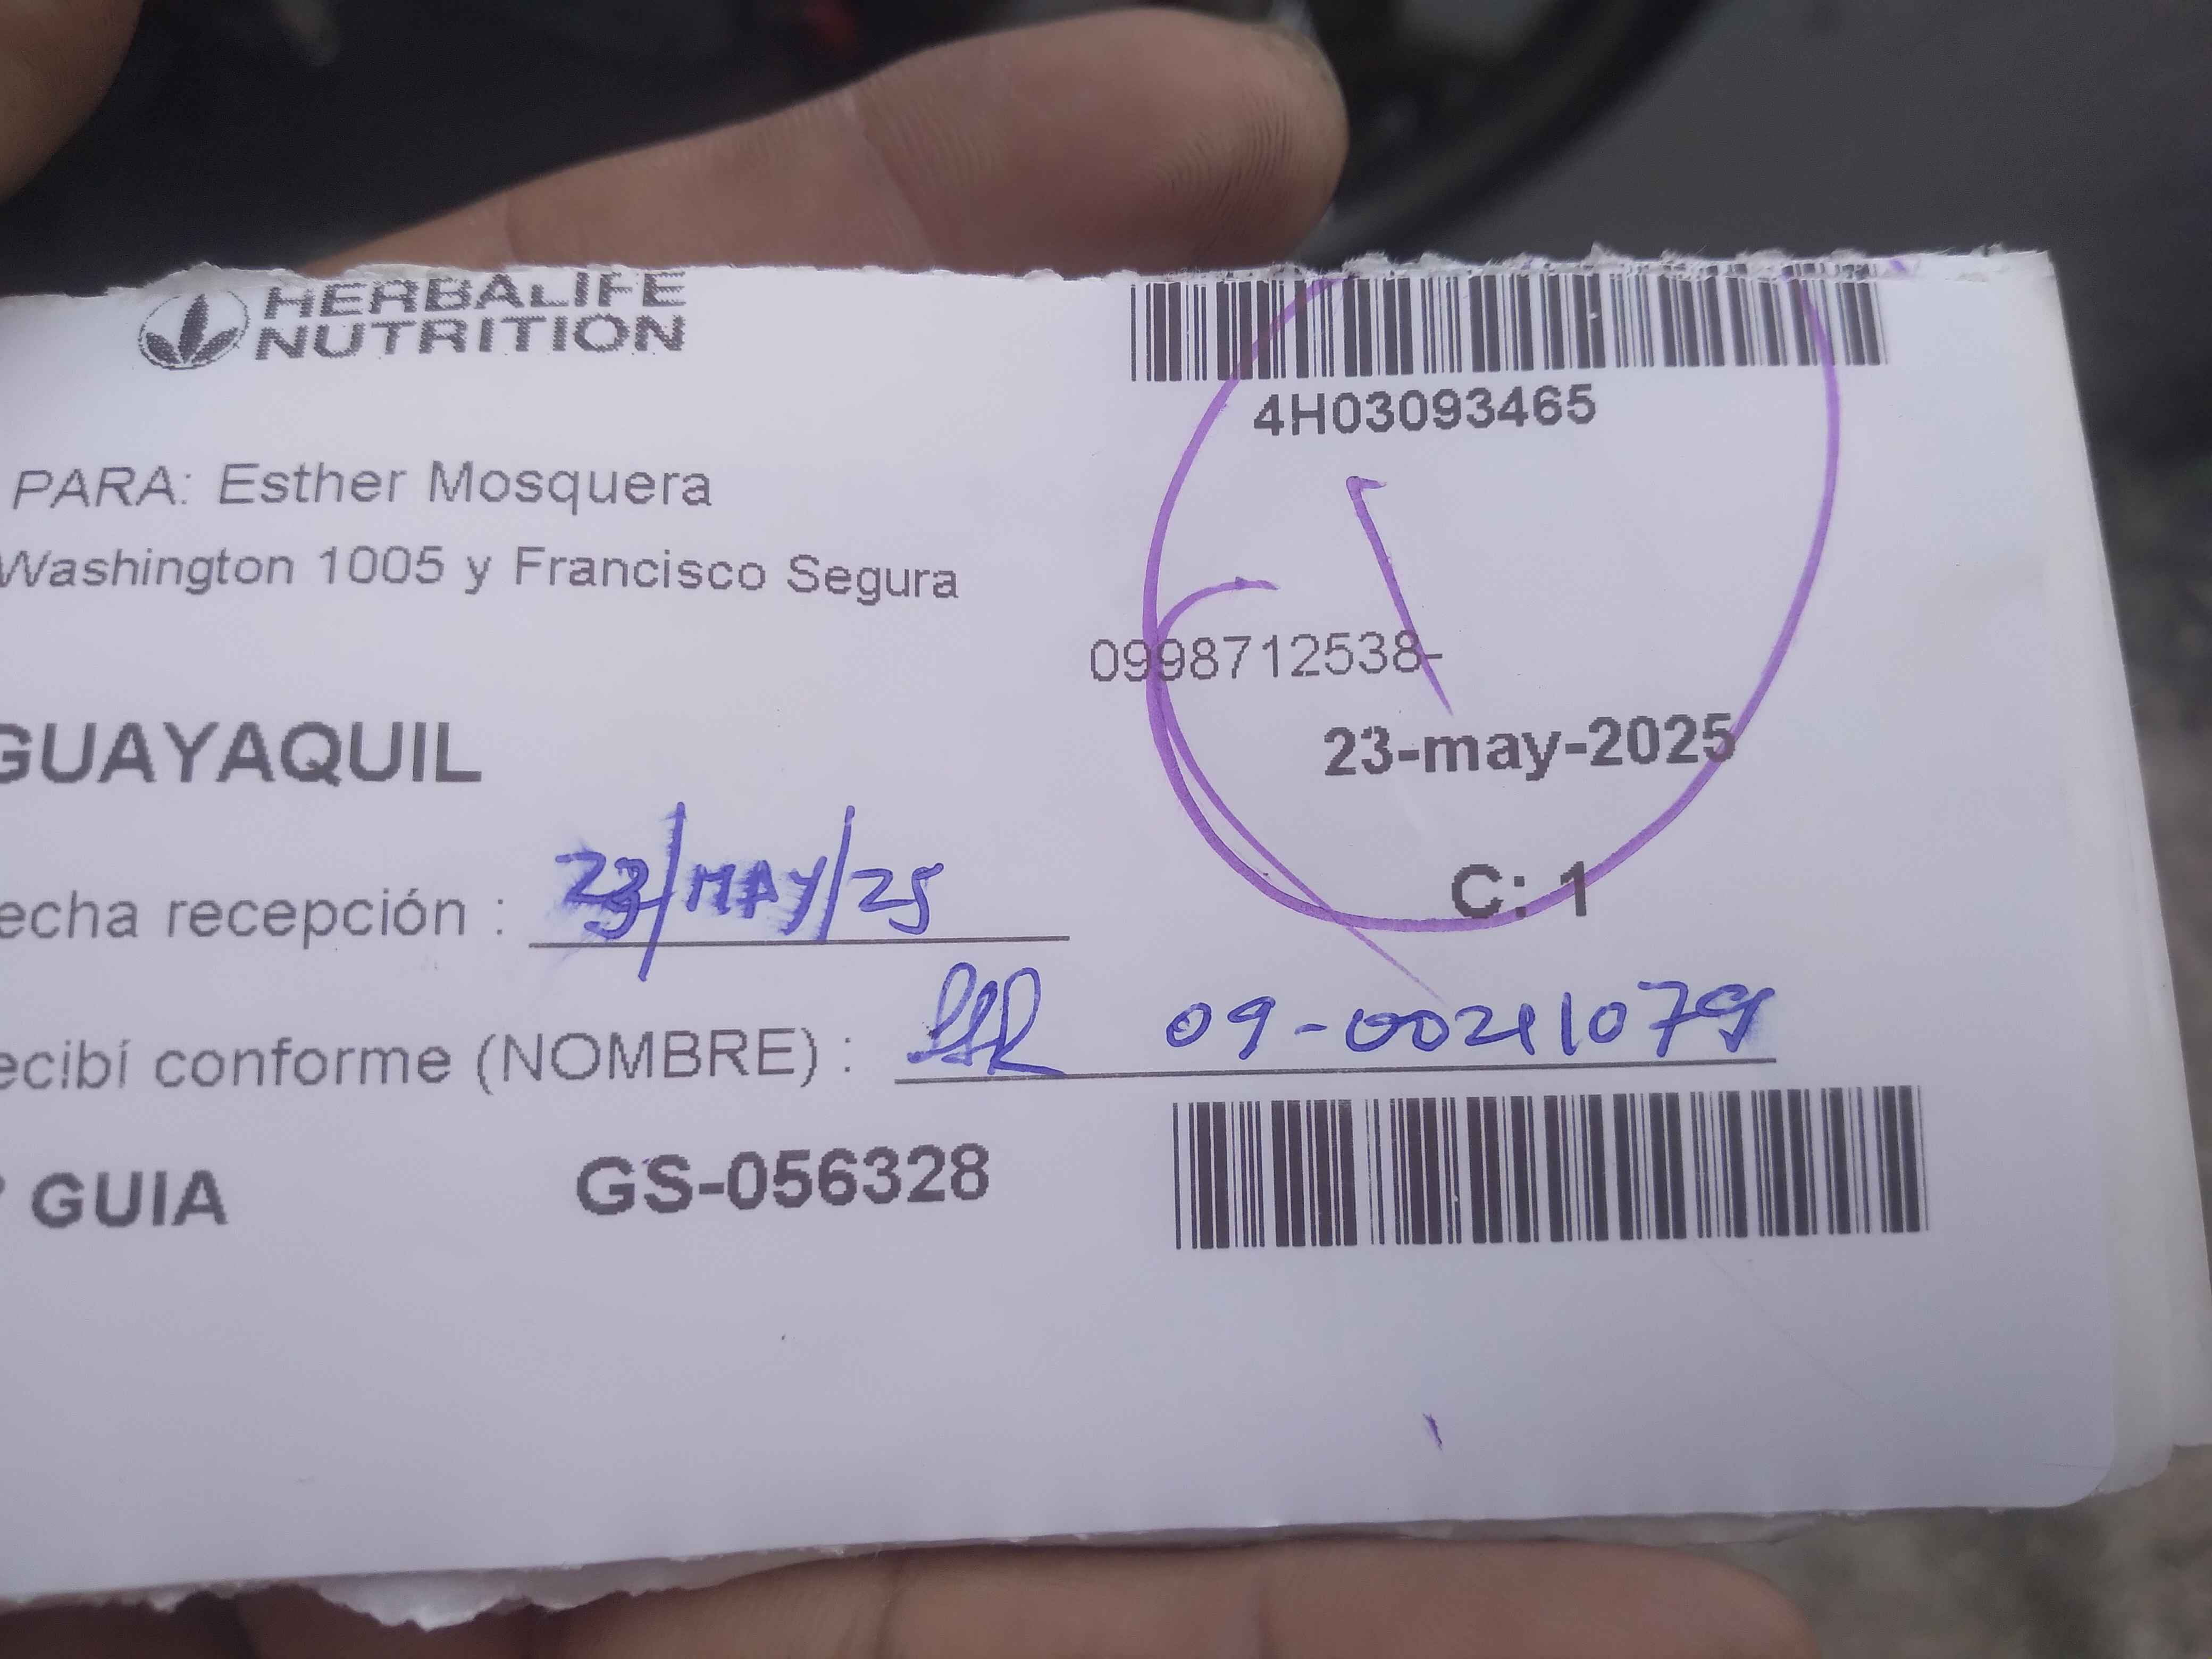 HERBALIFE
NUTRITION
4H03093465
PARA: Esther Mosquera
Washington 1005 y Francisco Segura
0998712538-
GUAYAQUIL
23-may-2025
C: 1
echa recepción : 23/MAY/25
ecibí conforme (NOMBRE) : 09-00211079
GUIA GS-056328